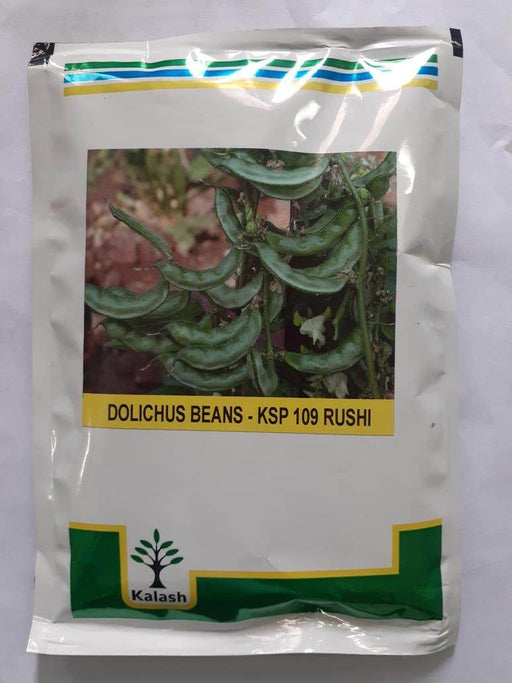 DOLICHUS BEANS - KSP 109 RUSHI
Kalash